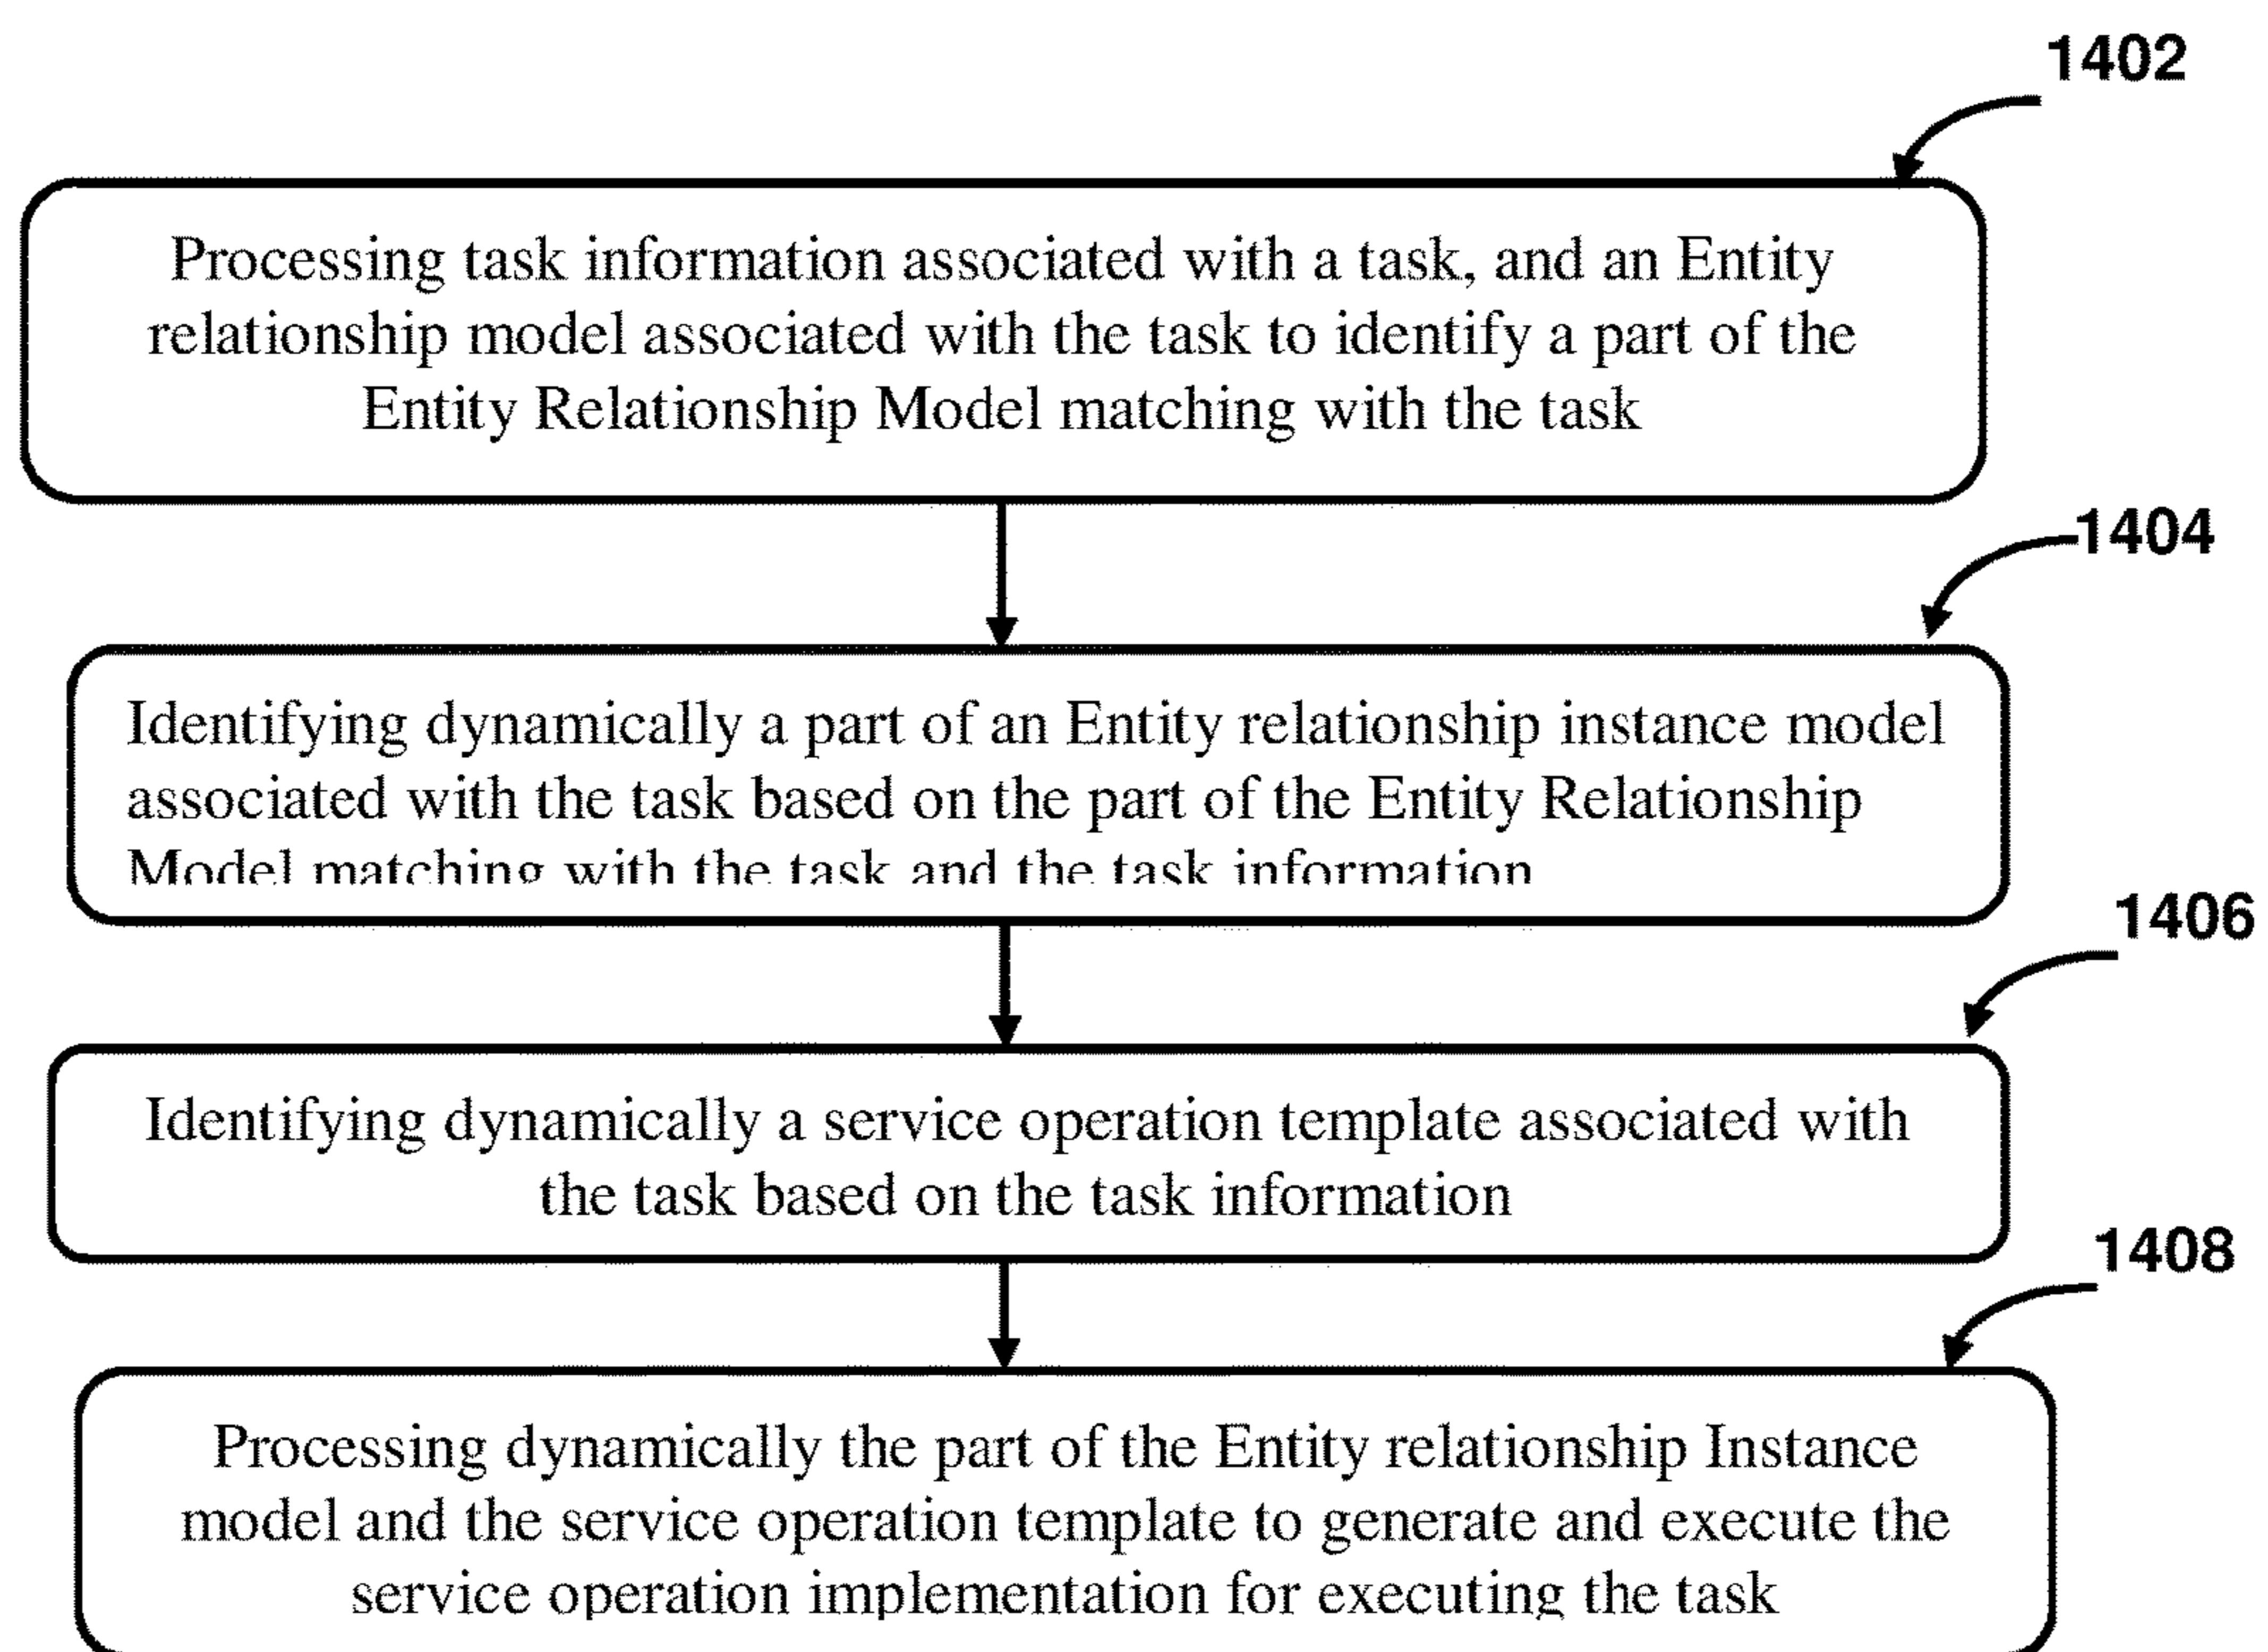 1402
Processing task information associated with a task, and an Entity
relationship model associated with the task to identify a part of the
Entity Relationship Model matching with the task
1404
Identifying dynamically a part of an Entity relationship instance model
associated with the task based on the part of the Entity Relationship
Model matching with the task and the task information
1406
Identifying dynamically a service operation template associated with
the task based on the task information
1408
Processing dynamically the part of the Entity relationship Instance
model and the service operation template to generate and execute the
service operation implementation for executing the task